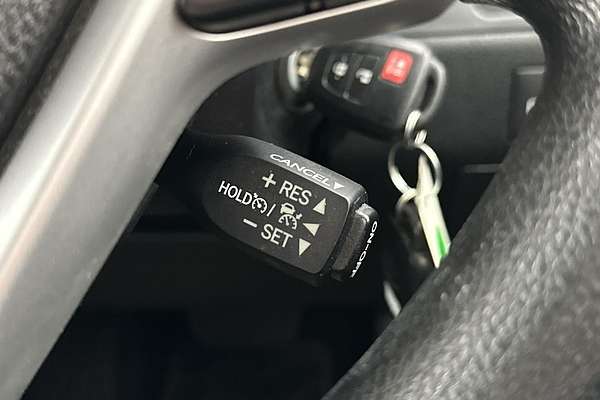 CANCEL▼
+ RES ▲
HOLD /
− SET ▼
ON-OFF